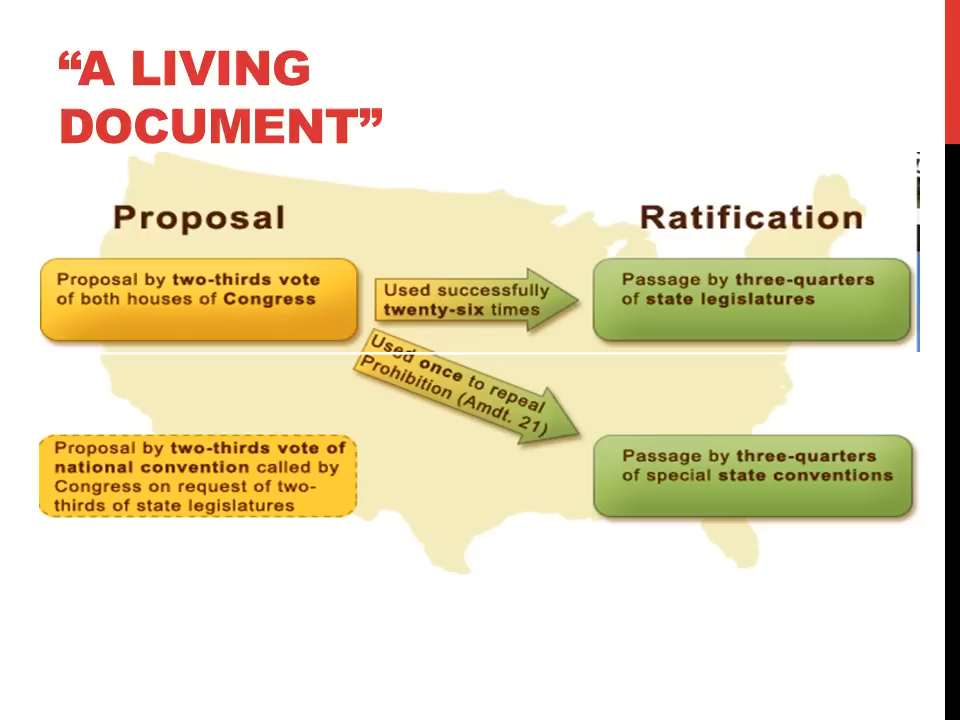 “A LIVING
DOCUMENT”
Proposal
Ratification
Proposal by two-thirds vote
of both houses of Congress
Used successfully
twenty-six times
Passage by three-quarters
of state legislatures
Used once to repeal
Prohibition (Amdt. 21)
Proposal by two-thirds vote of
national convention called by
Congress on request of two-
thirds of state legislatures
Passage by three-quarters
of special state conventions